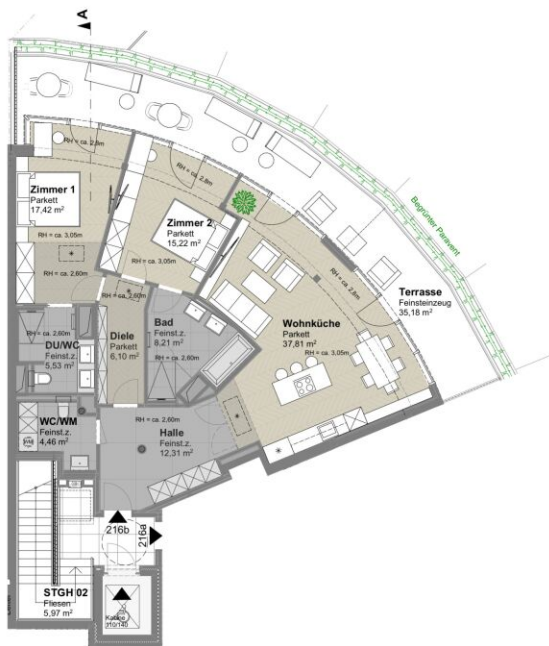 A
RH = ca. 2,8m
Zimmer 1
Parkett
17,42 m²
RH = ca. 3,05m
RH = ca. 2,60m
RH = ca. 2,8m
Zimmer 2
Parkett
15,22 m²
RH = ca. 3,05m
RH = ca. 2,60m
Begrünter Paravent
RH = ca. 2,8m
Terrasse
Feinsteinzeug
35,18 m²
Wohnküche
Parkett
37,81 m²
RH = ca. 3,05m
RH = ca. 2,60m
DU/WC
Feinst.z.
5,53 m²
Diele
Parkett
6,10 m²
Bad
Feinst.z.
8,21 m²
RH = ca. 2,60m
WC/WM
Feinst.z.
4,46 m²
RH = ca. 2,60m
Halle
Feinst.z.
12,31 m²
216b
216a
STGH 02
Fliesen
5,97 m²
Kabine
110/140